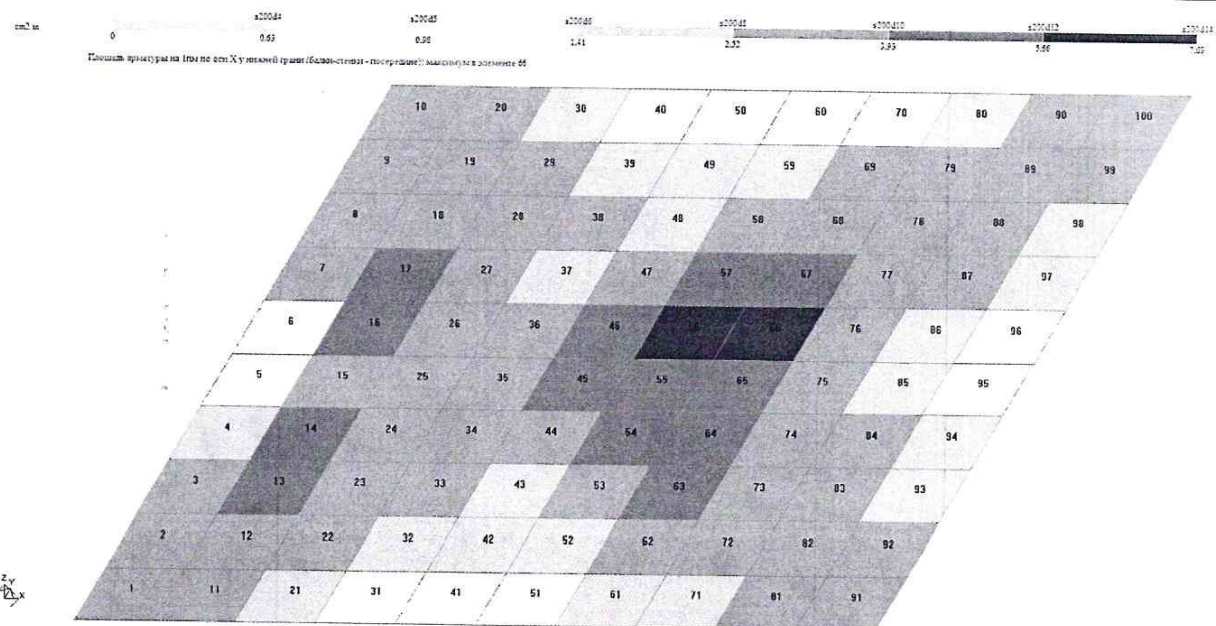 cm2/m
s200d4 s200d5 s200d6 s200d8 s200d10 s200d12 s200d14
0 0.63 0.98 1.41 2.52 3.93 5.66 7.69
Площадь арматуры на 1пм по оси X у нижней грани (балки-стенки - посередине); максимум в элементе 66
10 20 30 40 50 60 70 80 90 100
9 19 29 39 49 59 69 79 89 99
8 18 28 38 48 58 68 78 88 98
7 17 27 37 47 57 67 77 87 97
6 16 26 36 46 56 66 76 86 96
5 15 25 35 45 55 65 75 85 95
4 14 24 34 44 54 64 74 84 94
3 13 23 33 43 53 63 73 83 93
2 12 22 32 42 52 62 72 82 92
1 11 21 31 41 51 61 71 81 91
Z Y
X